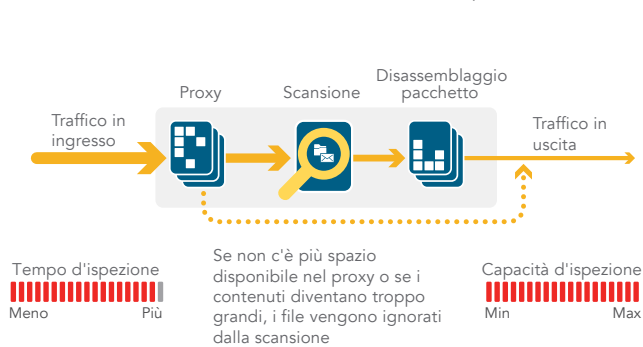 Proxy
Scansione
Disassemblaggio
pacchetto
Traffico in
ingresso
Traffico in
uscita
Se non c'è più spazio
disponibile nel proxy o se i
contenuti diventano troppo
grandi, i file vengono ignorati
dalla scansione
Tempo d'ispezione
Meno Più
Capacità d'ispezione
Min Max